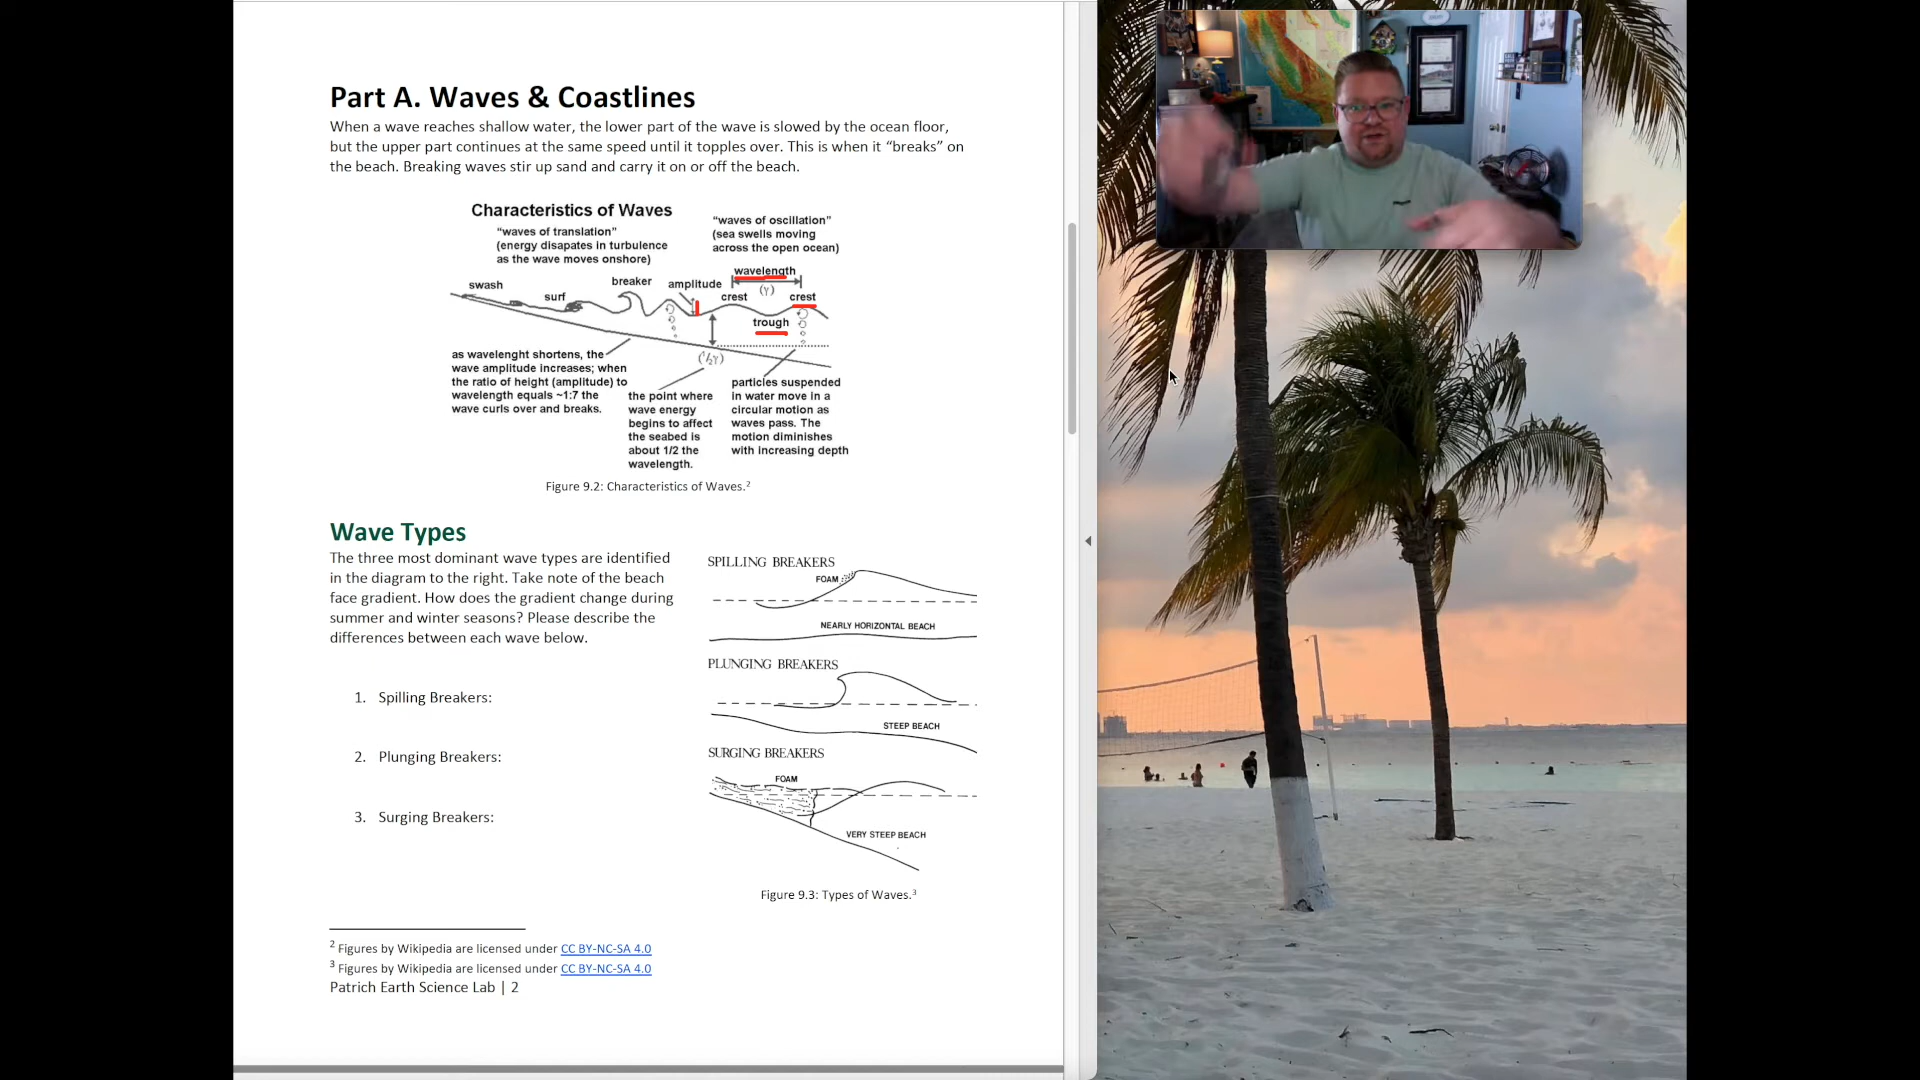 Part A. Waves & Coastlines
When a wave reaches shallow water, the lower part of the wave is slowed by the ocean floor,
but the upper part continues at the same speed until it topples over. This is when it “breaks” on
the beach. Breaking waves stir up sand and carry it on or off the beach.
Characteristics of Waves
“waves of translation”
(energy disapates in turbulence
as the wave moves onshore)
“waves of oscillation”
(sea swells moving
across the open ocean)
swash
surf
breaker
amplitude
wavelength
(γ)
crest
crest
trough
(½γ)
as wavelenght shortens, the
wave amplitude increases; when
the ratio of height (amplitude) to
wavelength equals ~1:7 the
wave curls over and breaks.
the point where
wave energy
begins to affect
the seabed is
about 1/2 the
wavelength.
particles suspended
in water move in a
circular motion as
waves pass. The
motion diminishes
with increasing depth
Figure 9.2: Characteristics of Waves.2
Wave Types
The three most dominant wave types are identified
in the diagram to the right. Take note of the beach
face gradient. How does the gradient change during
summer and winter seasons? Please describe the
differences between each wave below.
1. Spilling Breakers:
2. Plunging Breakers:
3. Surging Breakers:
SPILLING BREAKERS
FOAM
NEARLY HORIZONTAL BEACH
PLUNGING BREAKERS
STEEP BEACH
SURGING BREAKERS
FOAM
VERY STEEP BEACH
Figure 9.3: Types of Waves.3
2 Figures by Wikipedia are licensed under CC BY-NC-SA 4.0
3 Figures by Wikipedia are licensed under CC BY-NC-SA 4.0
Patrich Earth Science Lab | 2